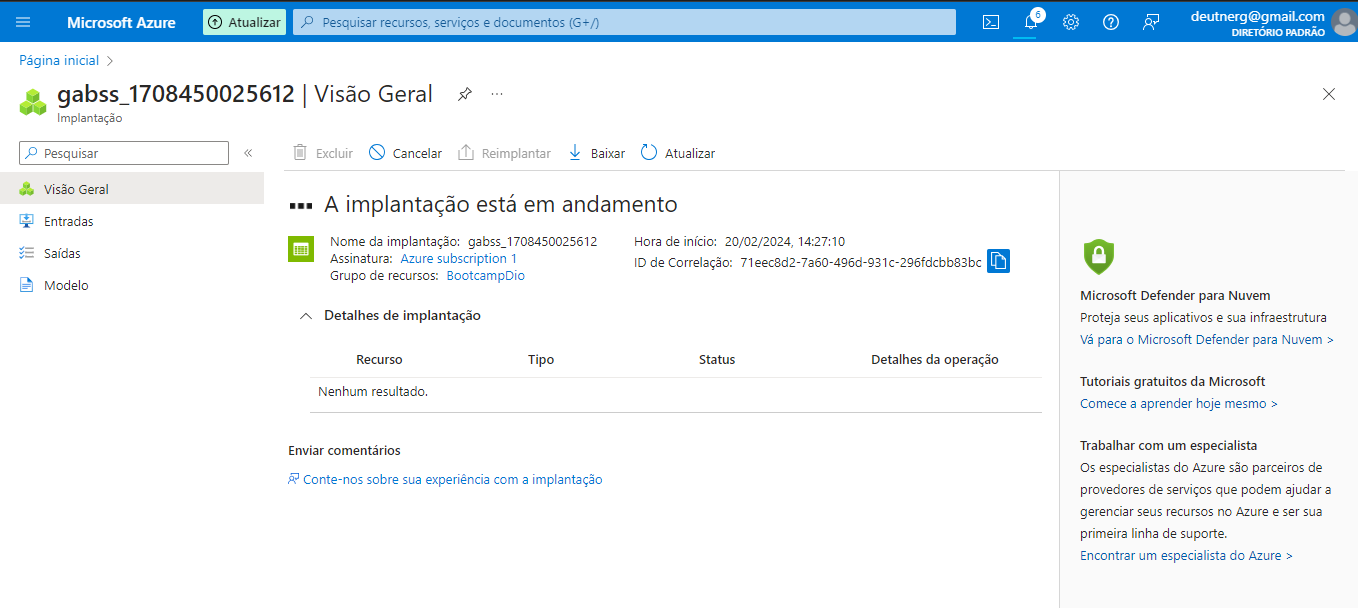 Microsoft Azure
Atualizar
Pesquisar recursos, serviços e documentos (G+/)
6
deutnerg@gmail.com
DIRETÓRIO PADRÃO
Página inicial >
gabss_1708450025612 | Visão Geral
...
Implantação
Pesquisar
«
Excluir
Cancelar
Reimplantar
Baixar
Atualizar
Visão Geral
Entradas
Saídas
Modelo
A implantação está em andamento
Nome da implantação: gabss_1708450025612
Assinatura: Azure subscription 1
Grupo de recursos: BootcampDio
Hora de início: 20/02/2024, 14:27:10
ID de Correlação: 71eec8d2-7a60-496d-931c-296fdcbb83bc
Detalhes de implantação
Recurso Tipo Status Detalhes da operação
Nenhum resultado.
Enviar comentários
Conte-nos sobre sua experiência com a implantação
Microsoft Defender para Nuvem
Proteja seus aplicativos e sua infraestrutura
Vá para o Microsoft Defender para Nuvem >
Tutoriais gratuitos da Microsoft
Comece a aprender hoje mesmo >
Trabalhar com um especialista
Os especialistas do Azure são parceiros de
provedores de serviços que podem ajudar a
gerenciar seus recursos no Azure e ser sua
primeira linha de suporte.
Encontrar um especialista do Azure >